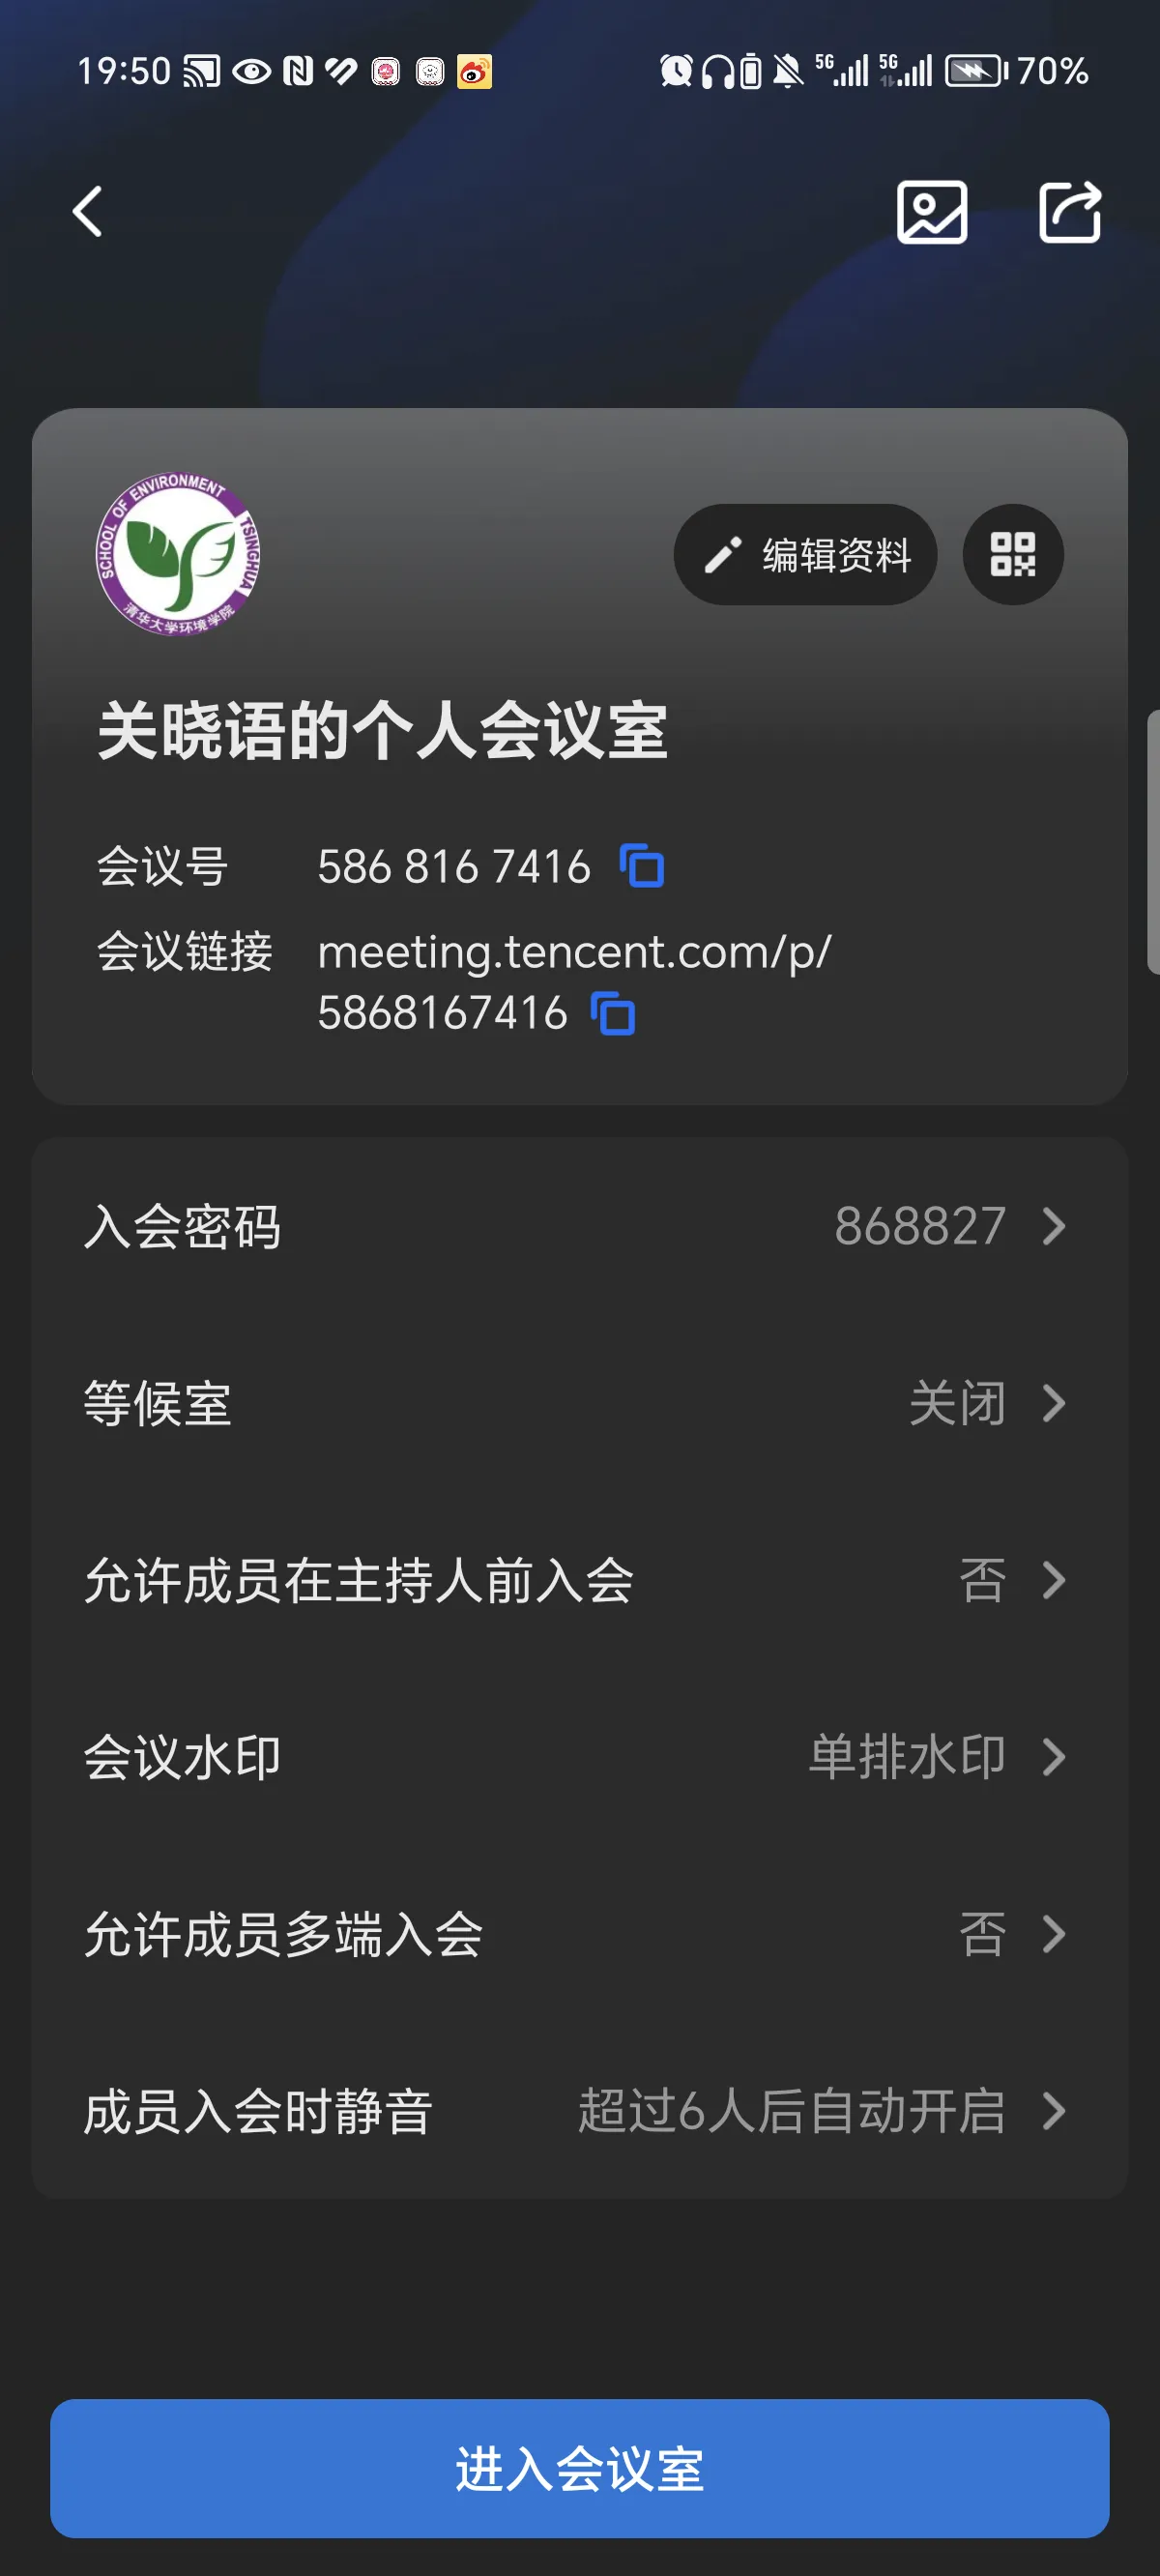 19:50 5G 5G 70%
SCHOOL OF ENVIRONMENT TSINGHUA
清华大学环境学院
编辑资料
关晓语的个人会议室
会议号 586 816 7416
会议链接 meeting.tencent.com/p/
5868167416
入会密码 868827
等候室 关闭
允许成员在主持人前入会 否
会议水印 单排水印
允许成员多端入会 否
成员入会时静音 超过6人后自动开启
进入会议室